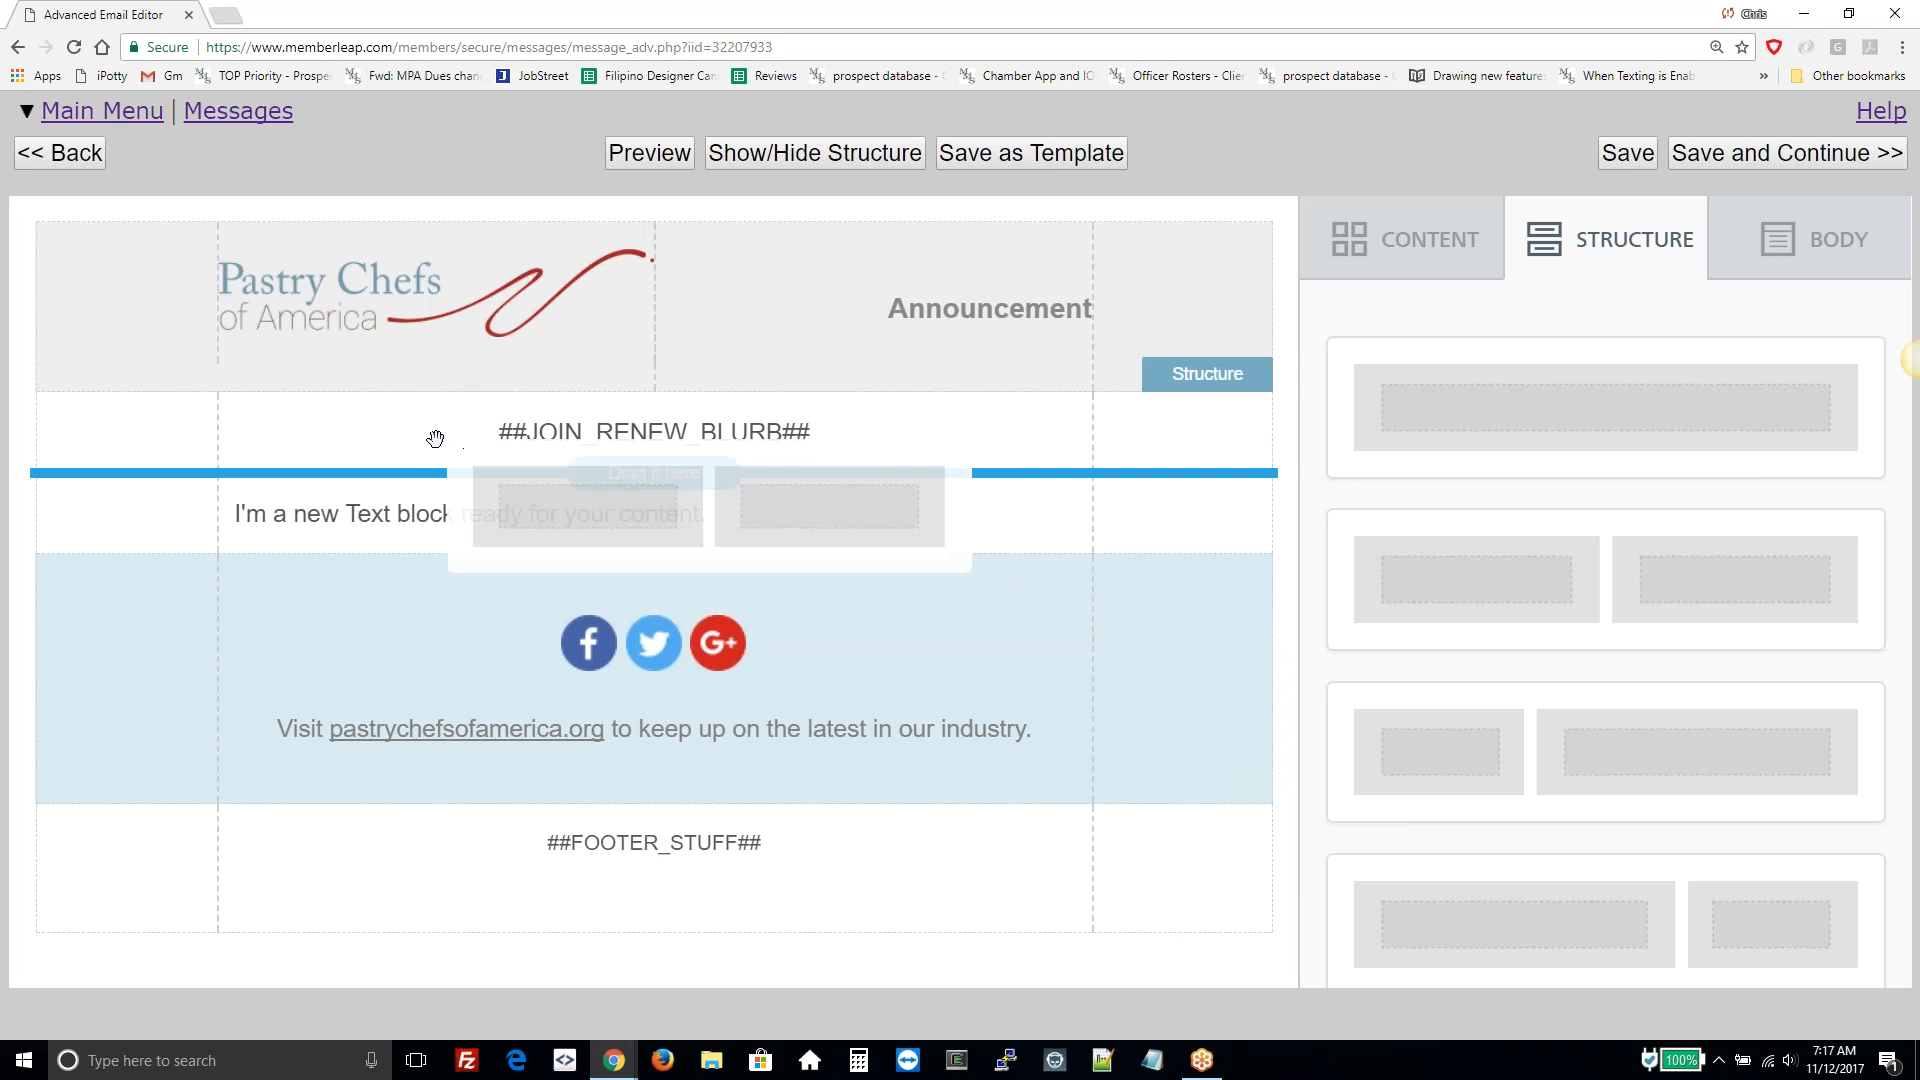 Advanced Email Editor
Chris
Secure https://www.memberleap.com/members/secure/messages/message_adv.php?iid=32207933
Apps iPotty Gm TOP Priority - Prospe Fwd: MPA Dues chan JobStreet Filipino Designer Can Reviews prospect database - Chamber App and IO Officer Rosters - Clie prospect database - Drawing new features When Texting is Enab » Other bookmarks
▼ Main Menu | Messages Help
<< Back Preview Show/Hide Structure Save as Template Save Save and Continue >>
CONTENT STRUCTURE BODY
Pastry Chefs
of America
Announcement
Structure
##JOIN_RENEW_BLURB##
Drag it here
I'm a new Text block ready for your content.
f G+
Visit pastrychefsofamerica.org to keep up on the latest in our industry.
##FOOTER_STUFF##
Type here to search
100%
7:17 AM
11/12/2017
1